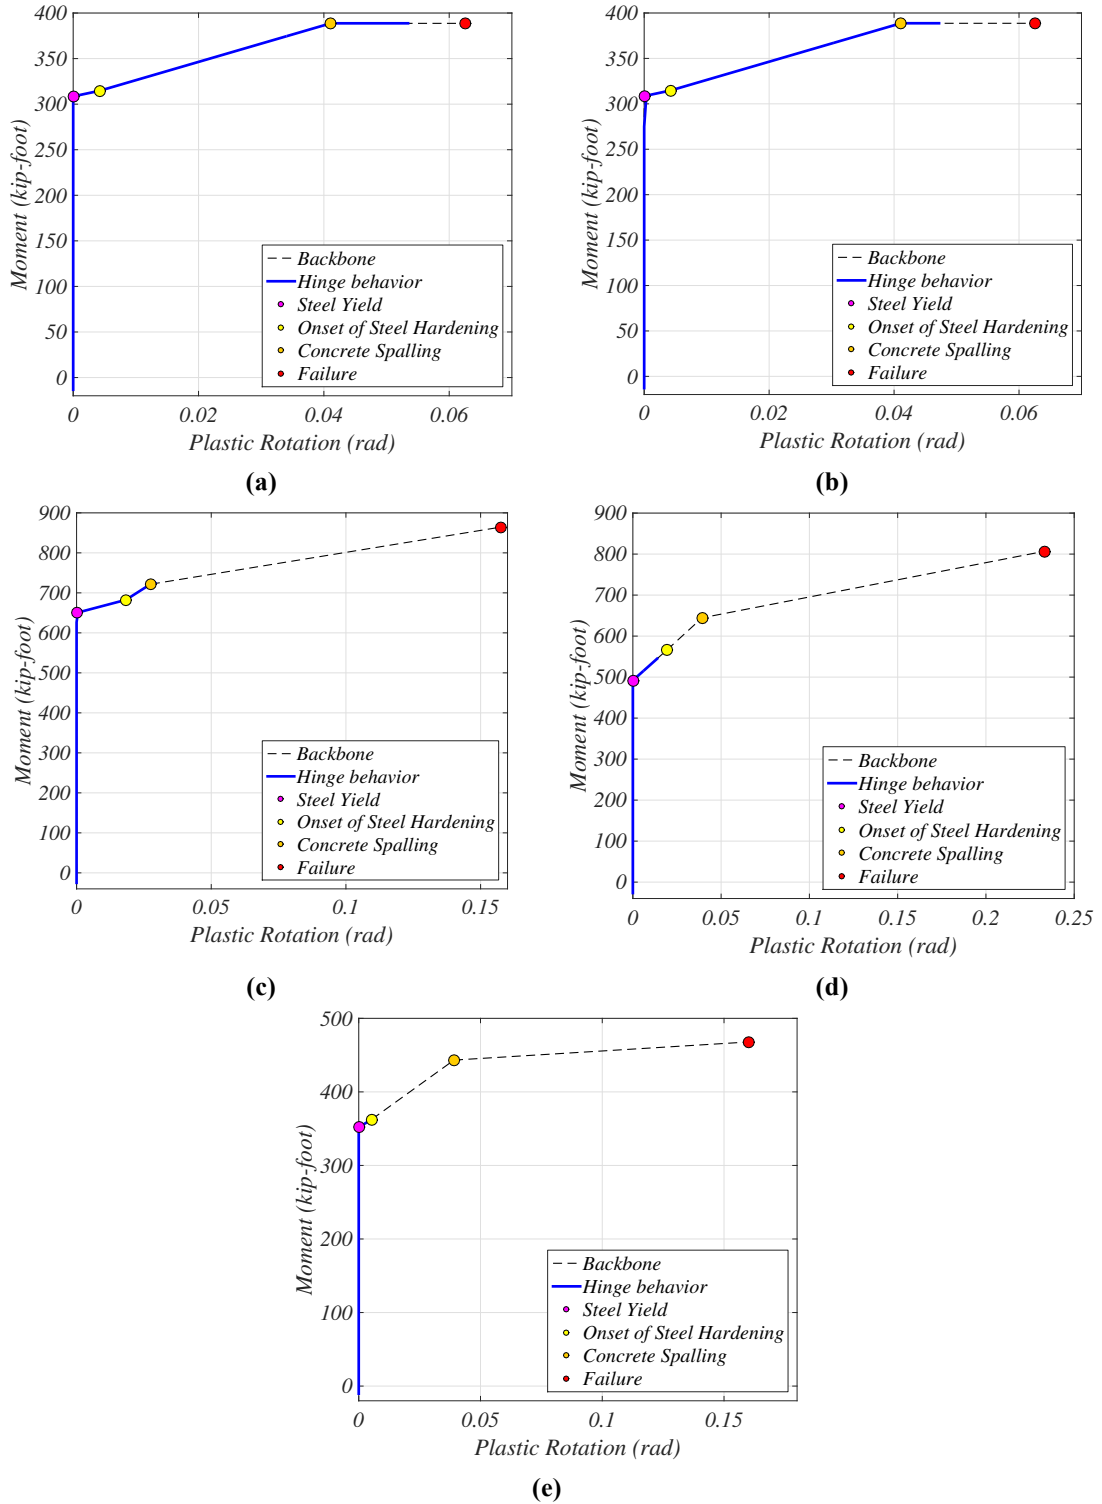 400
350
300
250
200
150
100
50
0
Moment (kip-foot)
Backbone
Hinge behavior
Steel Yield
Onset of Steel Hardening
Concrete Spalling
Failure
0 0.02 0.04 0.06
Plastic Rotation (rad)
(a)
400
350
300
250
200
150
100
50
0
Moment (kip-foot)
Backbone
Hinge behavior
Steel Yield
Onset of Steel Hardening
Concrete Spalling
Failure
0 0.02 0.04 0.06
Plastic Rotation (rad)
(b)
900
800
700
600
500
400
300
200
100
0
Moment (kip-foot)
Backbone
Hinge behavior
Steel Yield
Onset of Steel Hardening
Concrete Spalling
Failure
0 0.05 0.1 0.15
Plastic Rotation (rad)
(c)
900
800
700
600
500
400
300
200
100
0
Moment (kip-foot)
Backbone
Hinge behavior
Steel Yield
Onset of Steel Hardening
Concrete Spalling
Failure
0 0.05 0.1 0.15 0.2 0.25
Plastic Rotation (rad)
(d)
500
400
300
200
100
0
Moment (kip-foot)
Backbone
Hinge behavior
Steel Yield
Onset of Steel Hardening
Concrete Spalling
Failure
0 0.05 0.1 0.15
Plastic Rotation (rad)
(e)